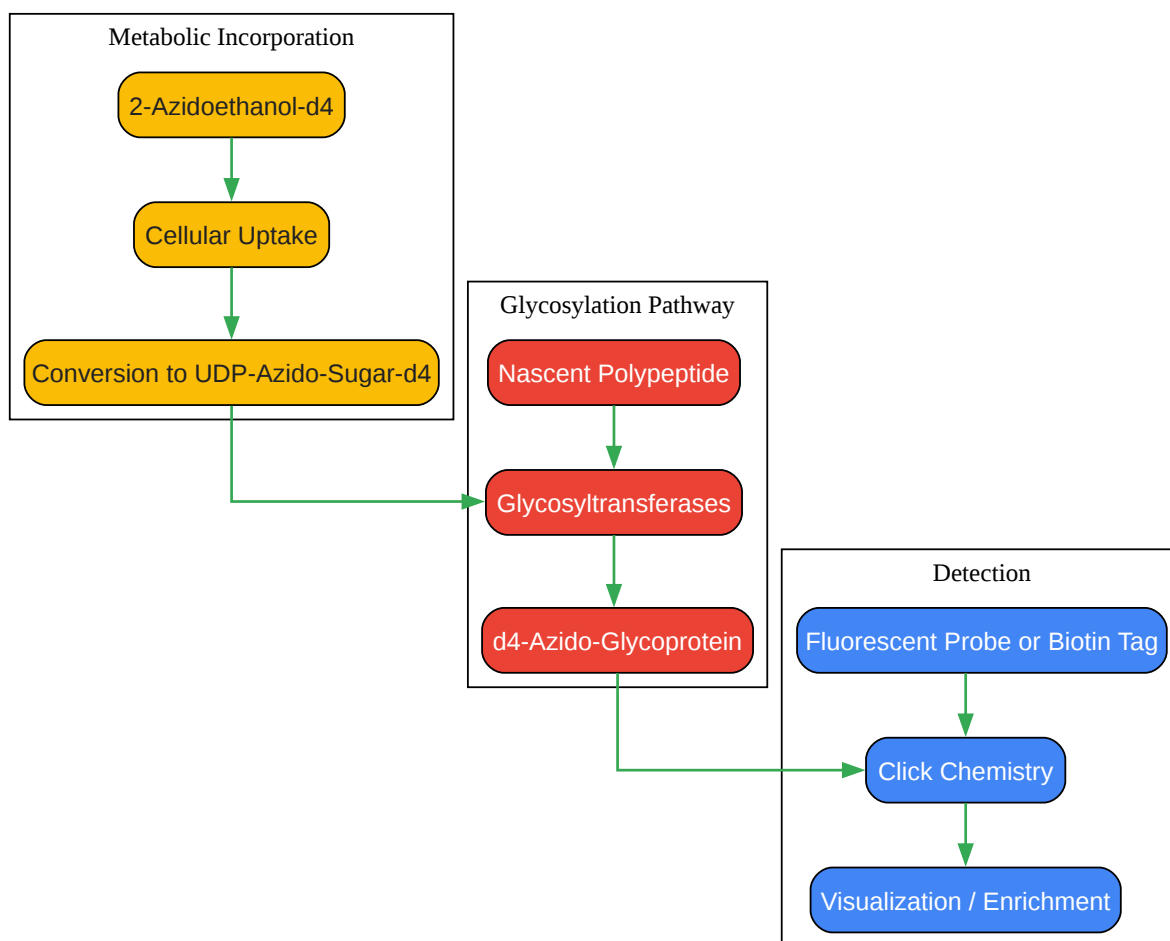 Metabolic Incorporation
2-Azidoethanol-d4
Cellular Uptake
Conversion to UDP-Azido-Sugar-d4
Glycosylation Pathway
Nascent Polypeptide
Glycosyltransferases
d4-Azido-Glycoprotein
Detection
Fluorescent Probe or Biotin Tag
Click Chemistry
Visualization / Enrichment